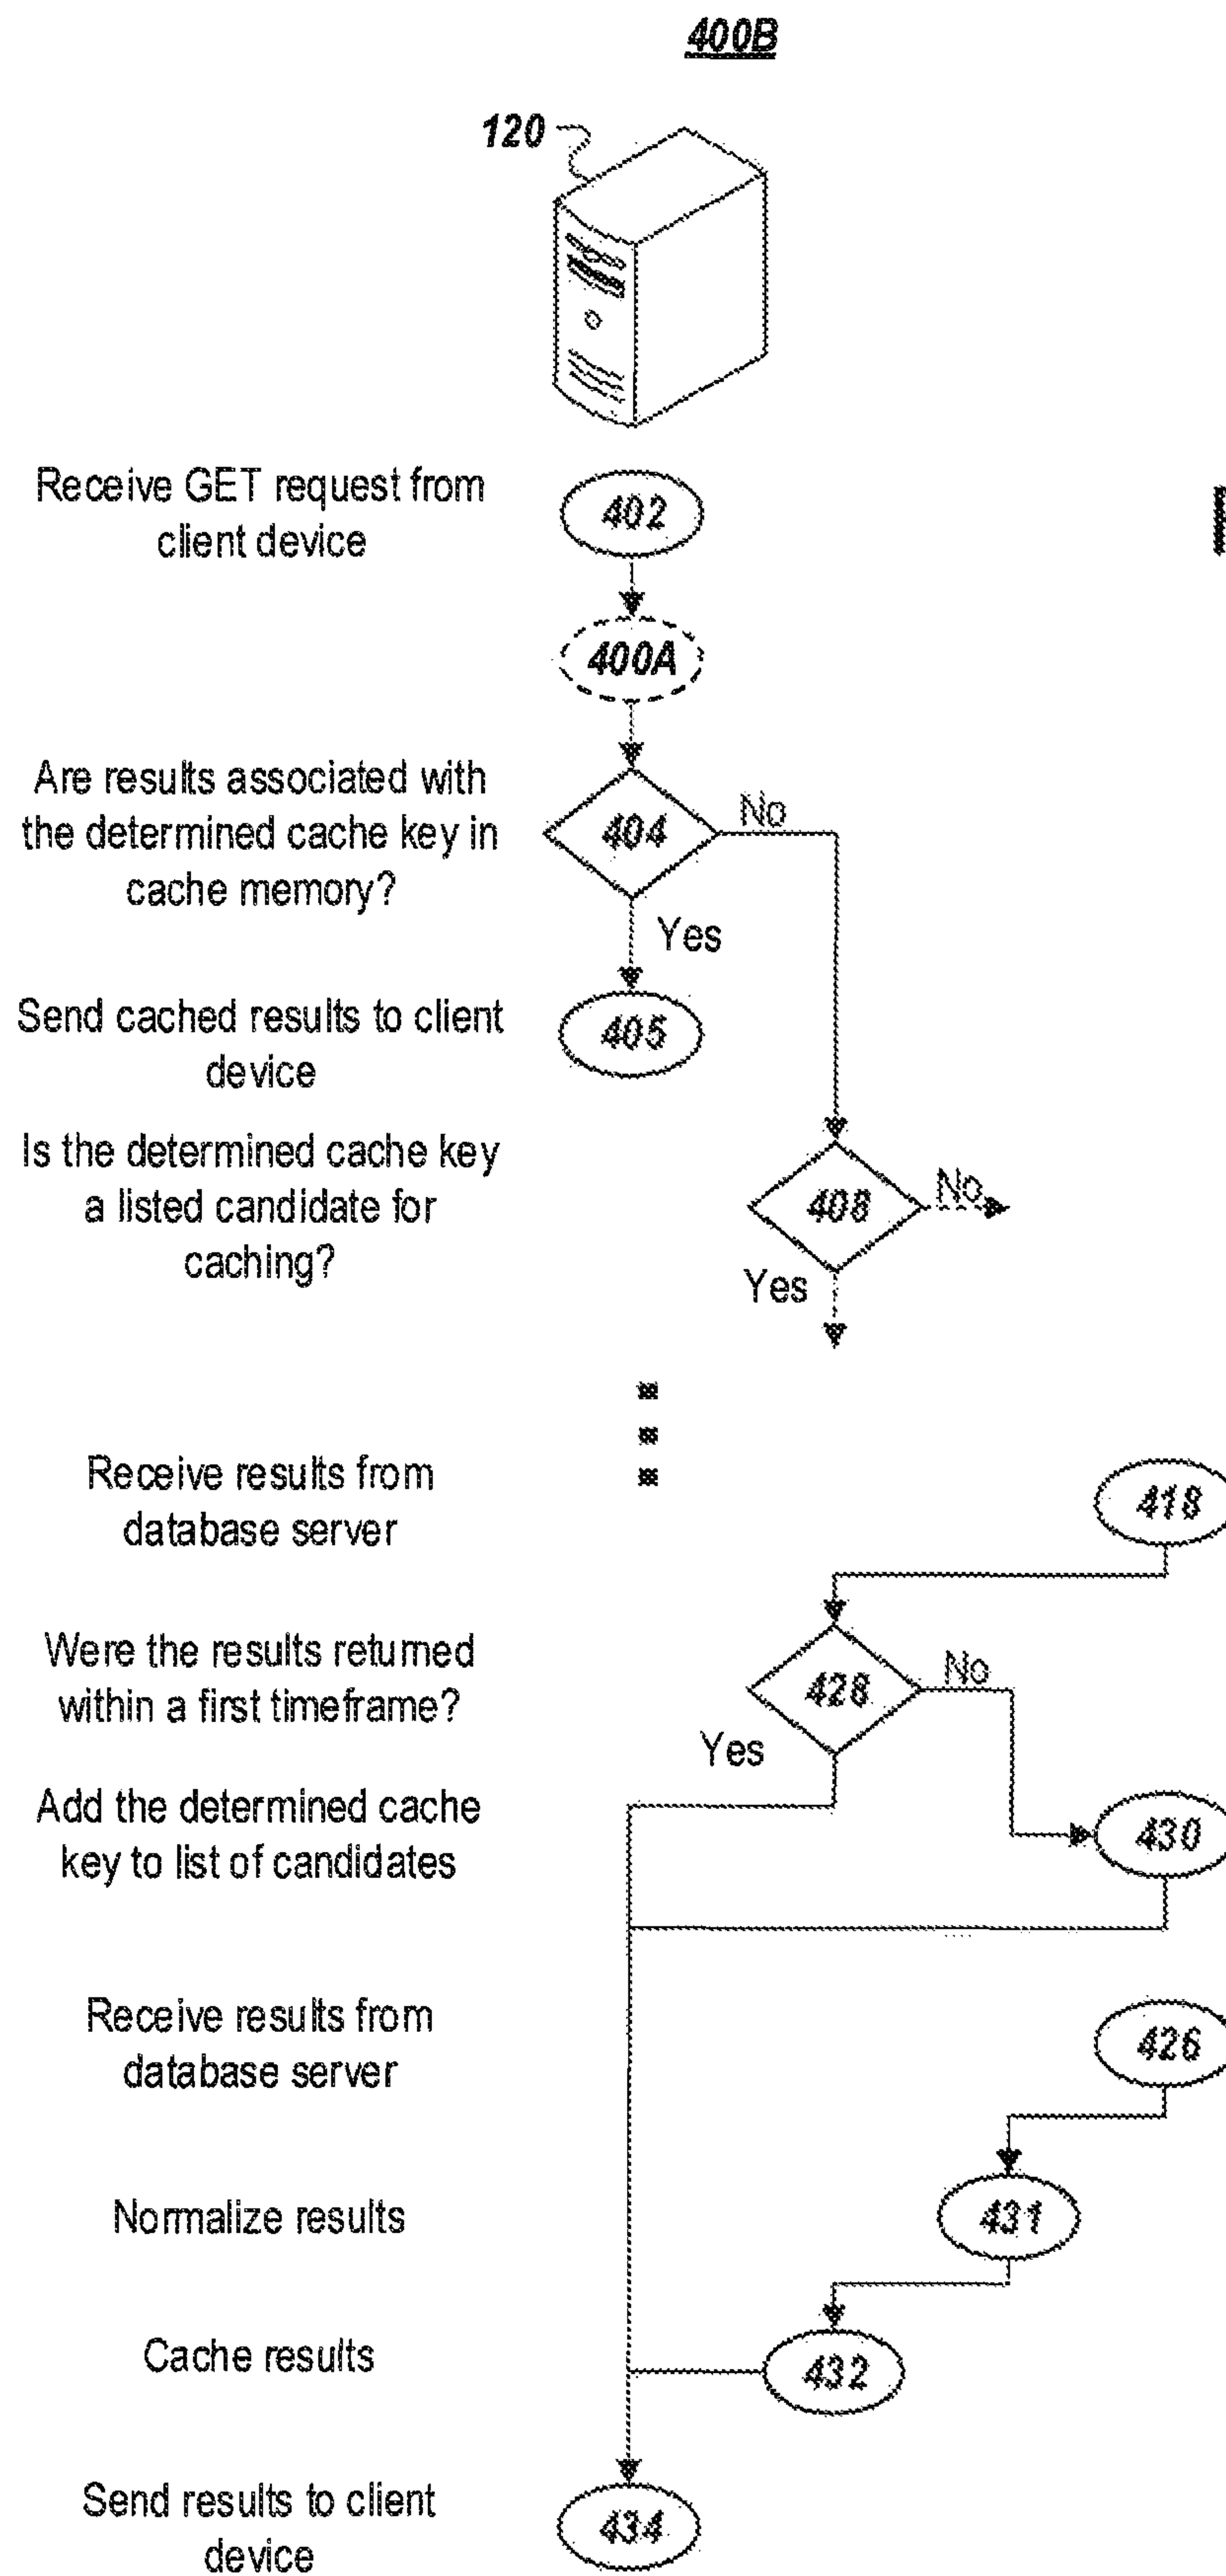 400B
120
Receive GET request from
client device
402
400A
Are results associated with
the determined cache key in
cache memory?
404
No
Yes
Send cached results to client
device
405
Is the determined cache key
a listed candidate for
caching?
408
No
Yes
Receive results from
database server
418
Were the results returned
within a first timeframe?
428
No
Yes
Add the determined cache
key to list of candidates
430
Receive results from
database server
426
Normalize results
431
Cache results
432
Send results to client
device
434